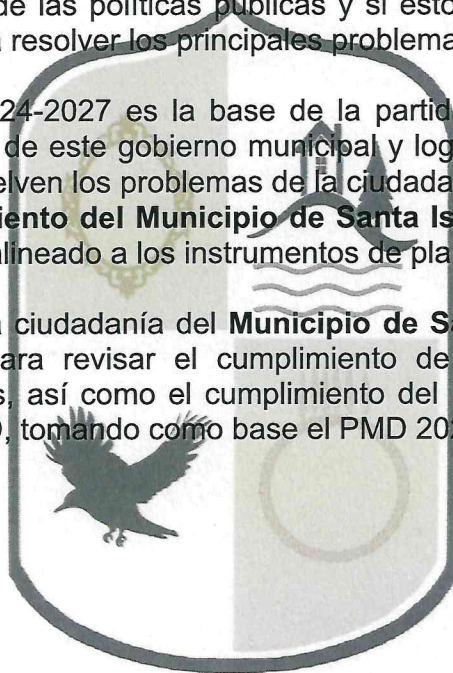 de las políticas públicas y si esto
a resolver los principales problema
24-2027 es la base de la partid
de este gobierno municipal y log
elven los problemas de la ciudada
iento del Municipio de Santa Is
alineado a los instrumentos de pla
a ciudadanía del Municipio de Sa
ara revisar el cumplimiento de
s, así como el cumplimiento del
O, tomando como base el PMD 202